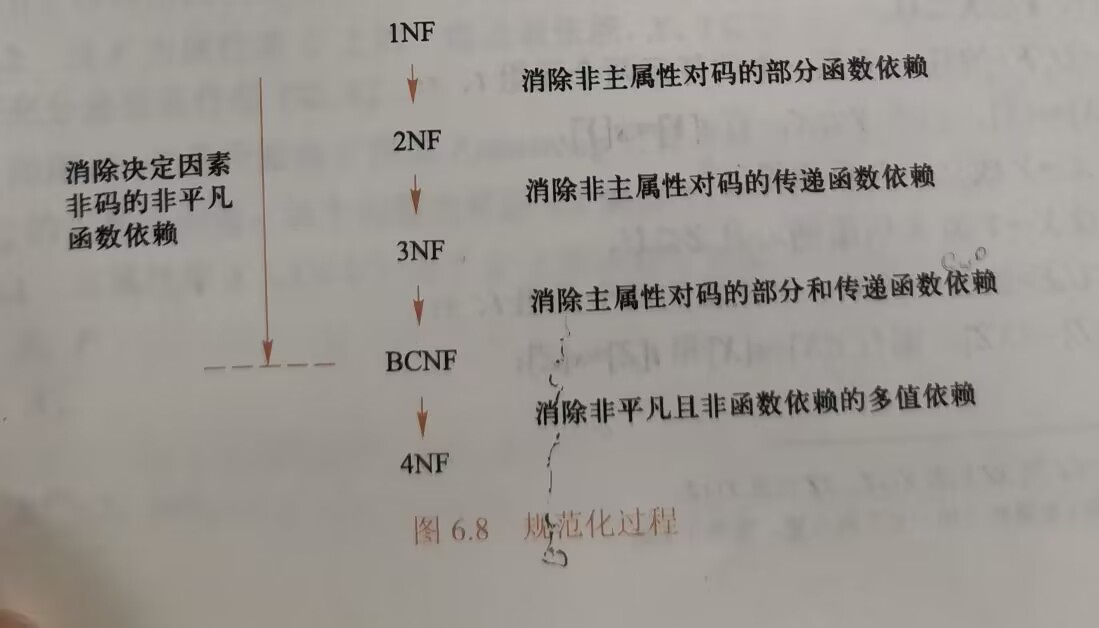 1NF
消除非主属性对码的部分函数依赖
2NF
消除决定因素
非码的非平凡
函数依赖
消除非主属性对码的传递函数依赖
3NF
消除主属性对码的部分和传递函数依赖
BCNF
消除非平凡且非函数依赖的多值依赖
4NF
图 6.8 规范化过程